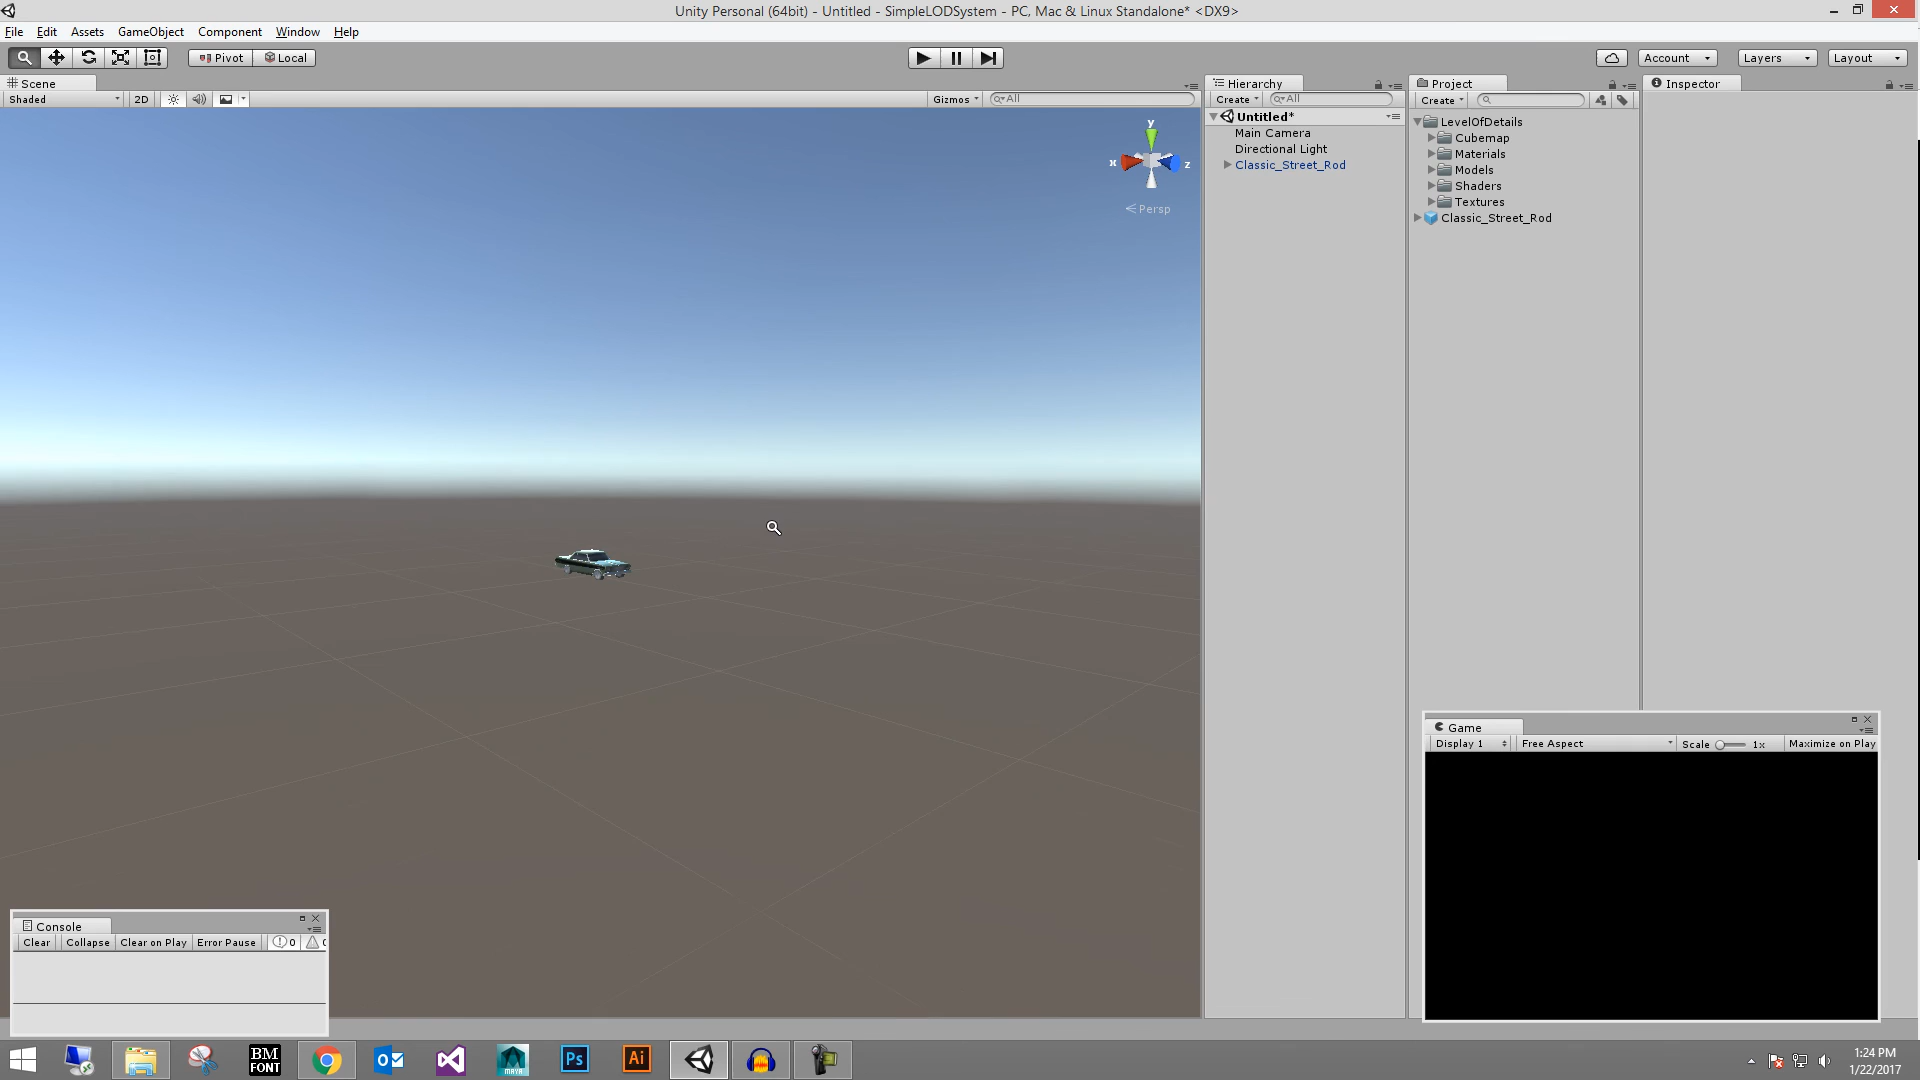 Unity Personal (64bit) - Untitled - SimpleLODSystem - PC, Mac & Linux Standalone* <DX9>
File Edit Assets GameObject Component Window Help
Pivot Local Account Layers Layout
Scene
Shaded 2D Gizmos All
y
x z
Persp
Hierarchy
Create All
Untitled*
Main Camera
Directional Light
Classic_Street_Rod
Project
Create
LevelOfDetails
Cubemap
Materials
Models
Shaders
Textures
Classic_Street_Rod
Inspector
Game
Display 1 Free Aspect Scale 1x Maximize on Play
Console
Clear Collapse Clear on Play Error Pause 0 0
BM
FONT
MAYA
Ps
Ai
1:24 PM
1/22/2017